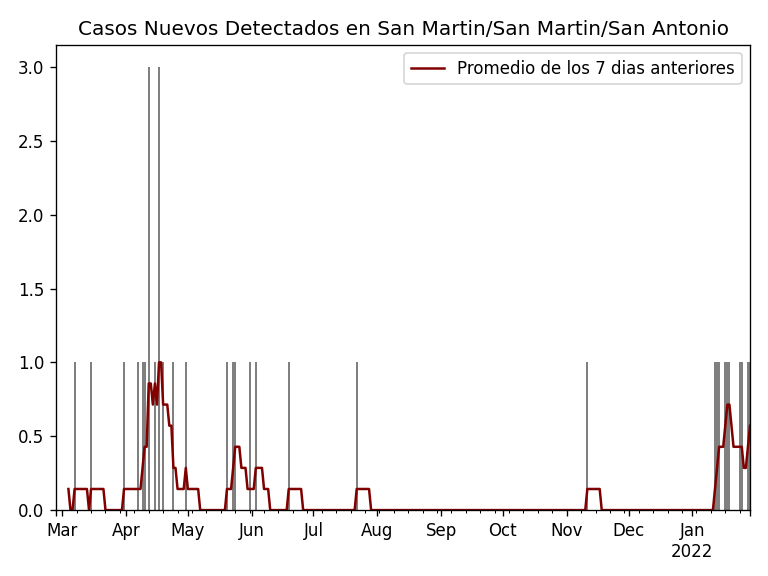 Casos Nuevos Detectados en San Martin/San Martin/San Antonio
Promedio de los 7 dias anteriores
3.0
2.5
2.0
1.5
1.0
0.5
0.0
Mar Apr May Jun Jul Aug Sep Oct Nov Dec Jan
2022